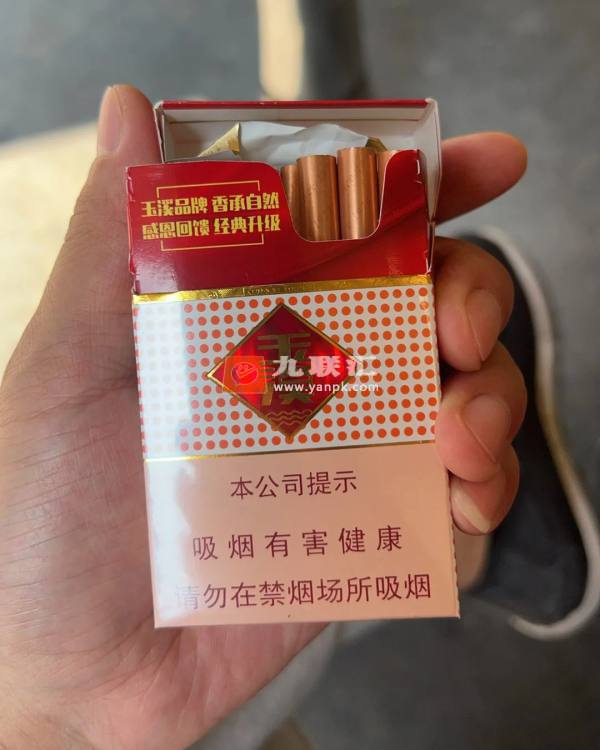 玉溪品牌 香承自然
感恩回馈 经典升级
玉溪
九联汇
www.yanpk.com
本公司提示
吸烟有害健康
请勿在禁烟场所吸烟